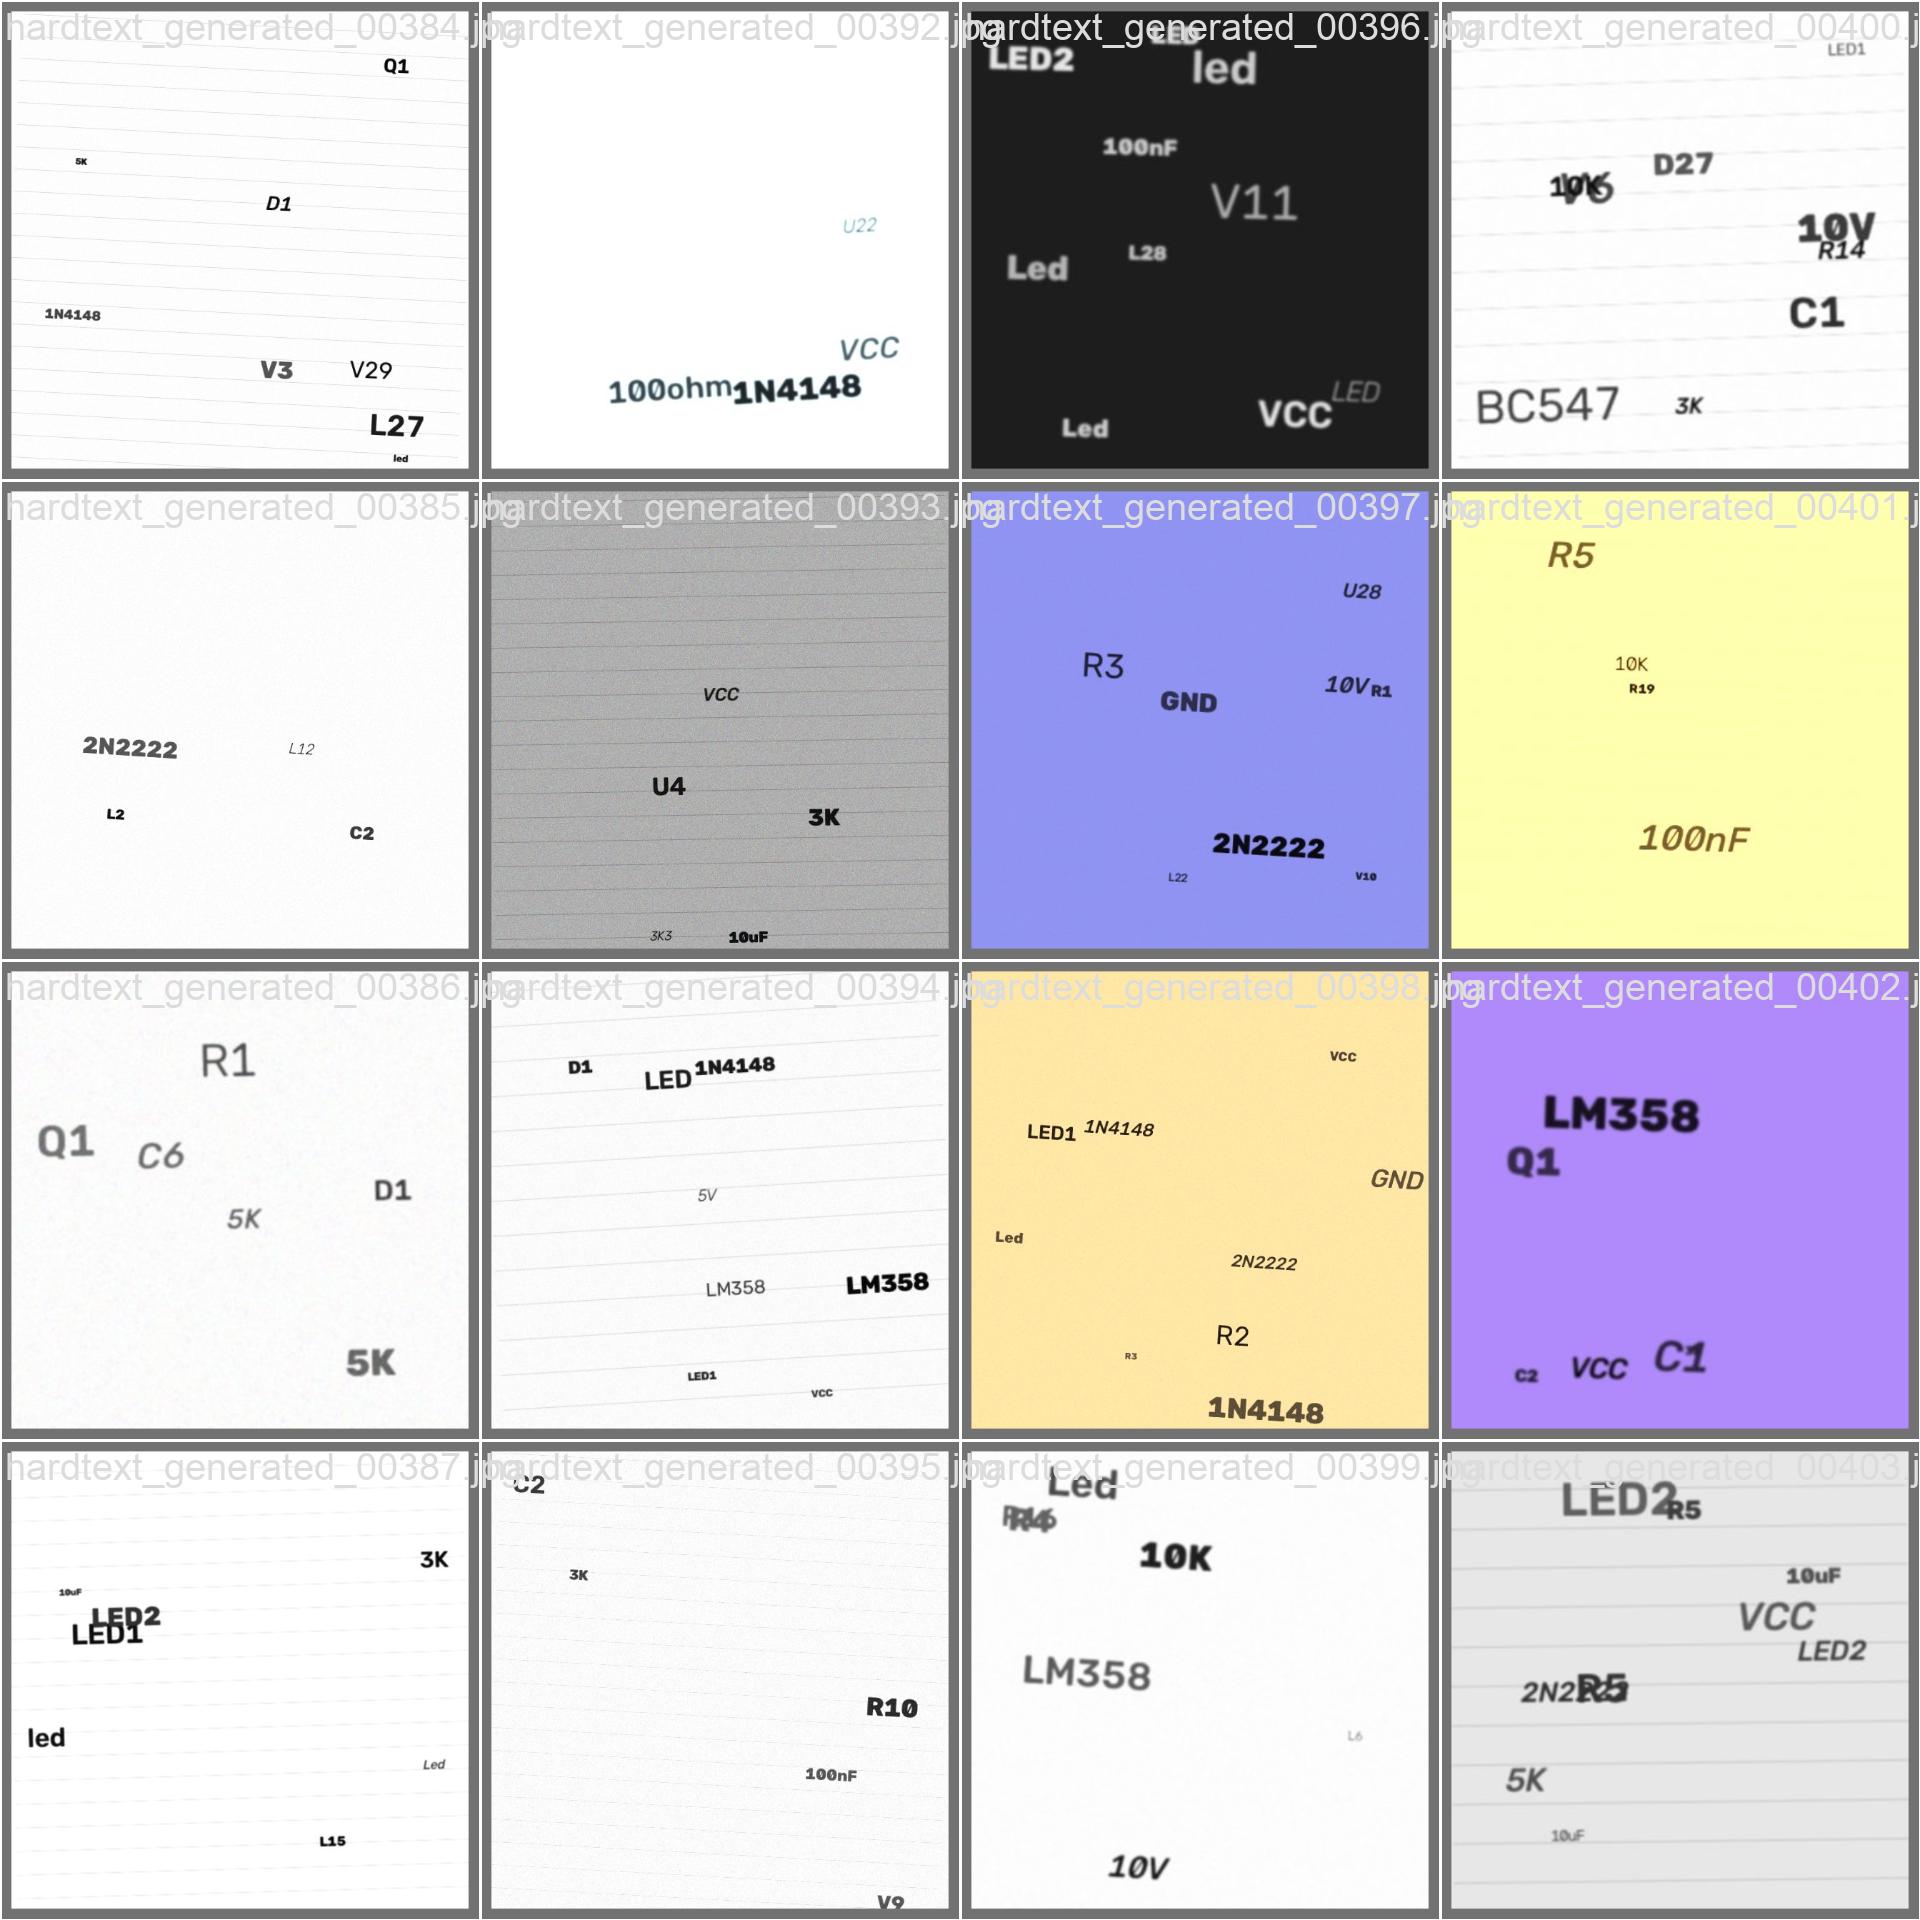 hardtext_generated_00384.jpg
Q1
5K
D1
1N4148
V3 V29
L27
led
hardtext_generated_00392.jpg
U22
VCC
100ohm 1N4148
hardtext_generated_00396.jpg
LED
LED2 led
100nF
V11
L28
Led
LED
VCC
Led
hardtext_generated_00400.j
LED1
D27
10K V6
10V
R14
C1
BC547 3K
hardtext_generated_00385.jpg
2N2222 L12
L2
C2
hardtext_generated_00393.jpg
VCC
U4
3K
3K3 10uF
hardtext_generated_00397.jpg
U28
R3
10V R1
GND
2N2222
L22 V10
hardtext_generated_00401.j
R5
10K
R19
100nF
hardtext_generated_00386.jpg
R1
Q1 C6
D1
5K
5K
hardtext_generated_00394.jpg
D1 LED 1N4148
5V
LM358 LM358
LED1
VCC
hardtext_generated_00398.jpg
VCC
LED1 1N4148
GND
Led
2N2222
R2
R3
1N4148
hardtext_generated_00402.j
LM358
Q1
C2 VCC C1
hardtext_generated_00387.jpg
3K
10uF
LED2
LED1
led
Led
L15
hardtext_generated_00395.jpg
C2
3K
R10
100nF
V9
hardtext_generated_00399.jpg
Led
R4
10K
LM358
L6
10V
hardtext_generated_00403.j
LED2 R5
10uF
VCC
LED2
2N2222 R5
5K
10uF